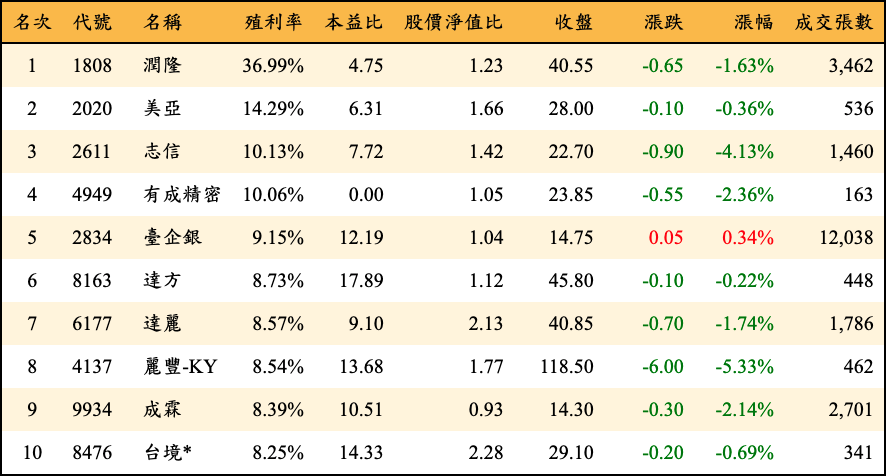 名次 代號 名稱 殖利率 本益比 股價淨值比 收盤 漲跌 漲幅 成交張數
1 1808 潤隆 36.99% 4.75 1.23 40.55 -0.65 -1.63% 3,462
2 2020 美亞 14.29% 6.31 1.66 28.00 -0.10 -0.36% 536
3 2611 志信 10.13% 7.72 1.42 22.70 -0.90 -4.13% 1,460
4 4949 有成精密 10.06% 0.00 1.05 23.85 -0.55 -2.36% 163
5 2834 臺企銀 9.15% 12.19 1.04 14.75 0.05 0.34% 12,038
6 8163 達方 8.73% 17.89 1.12 45.80 -0.10 -0.22% 448
7 6177 達麗 8.57% 9.10 2.13 40.85 -0.70 -1.74% 1,786
8 4137 麗豐-KY 8.54% 13.68 1.77 118.50 -6.00 -5.33% 462
9 9934 成霖 8.39% 10.51 0.93 14.30 -0.30 -2.14% 2,701
10 8476 台境* 8.25% 14.33 2.28 29.10 -0.20 -0.69% 341